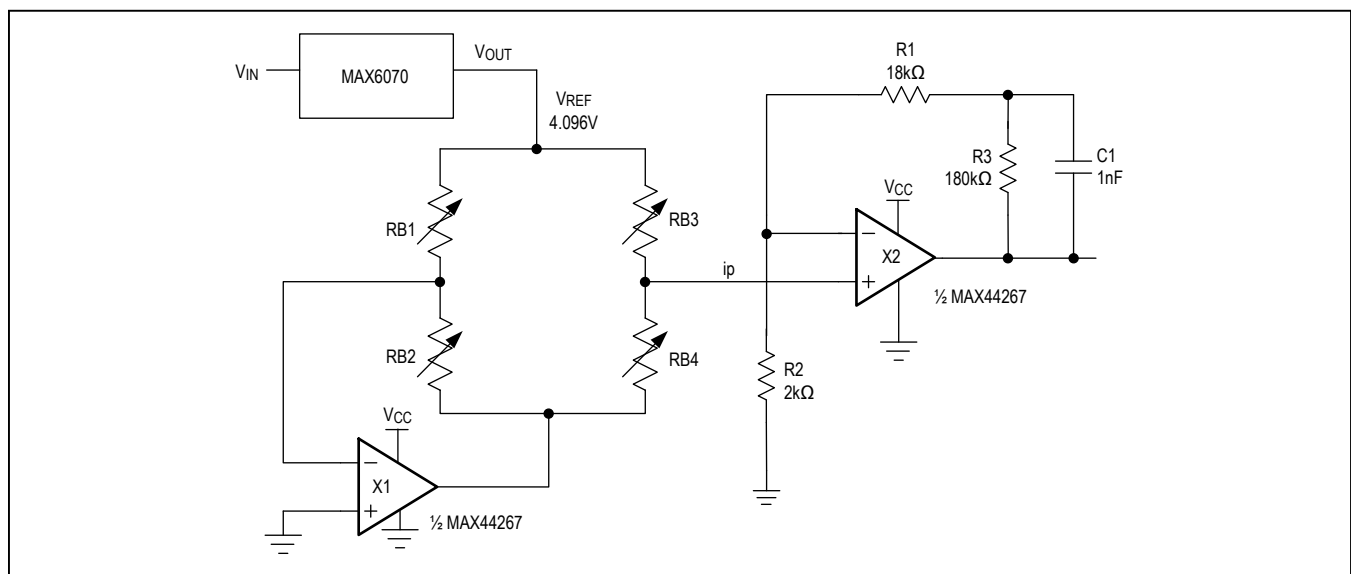 VIN
MAX6070
VOUT
VREF
4.096V
RB1
RB3
RB2
RB4
ip
VCC
X1
−
+
½ MAX44267
R1
18kΩ
R3
180kΩ
C1
1nF
VCC
X2
−
+
½ MAX44267
R2
2kΩ